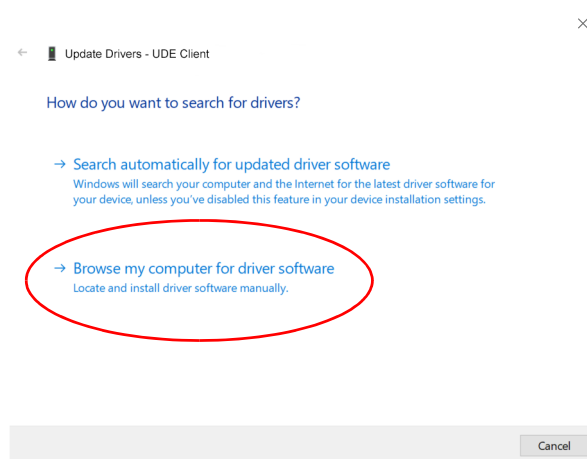 Update Drivers - UDE Client
How do you want to search for drivers?
→ Search automatically for updated driver software
Windows will search your computer and the Internet for the latest driver software for
your device, unless you've disabled this feature in your device installation settings.
→ Browse my computer for driver software
Locate and install driver software manually.
Cancel